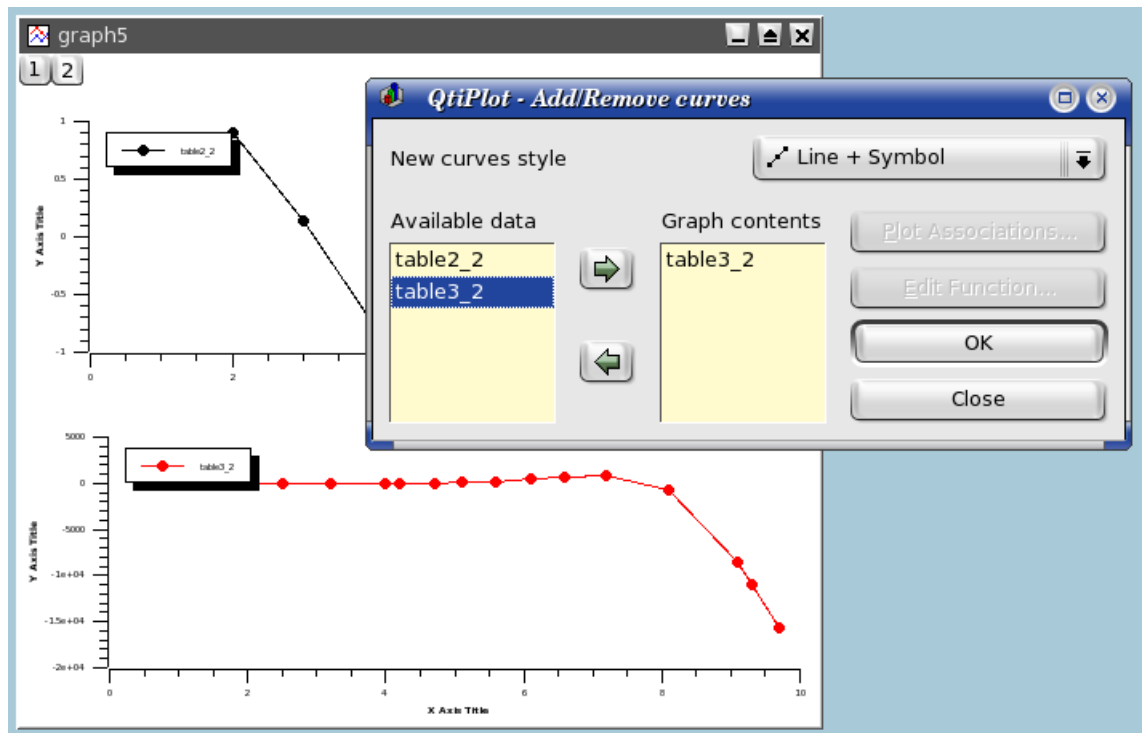 graph5
1 2
QtiPlot - Add/Remove curves
New curves style
Line + Symbol
Available data
Graph contents
table2_2
table3_2
table3_2
Plot Associations...
Edit Function...
OK
Close
table2_2
Y Axis Title
1
0.5
0
-0.5
-1
0
2
table3_2
Y Axis Title
5000
0
-5000
-1e+04
-1.5e+04
-2e+04
0
2
4
6
8
10
X Axis Title